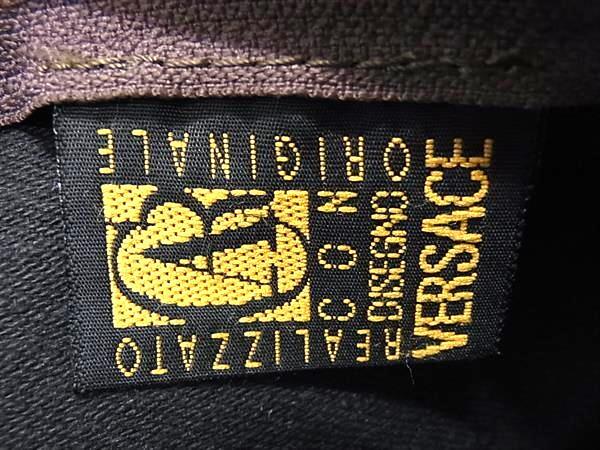 REALIZZATO
CON
DISEGNO
ORIGINALE
VERSACE